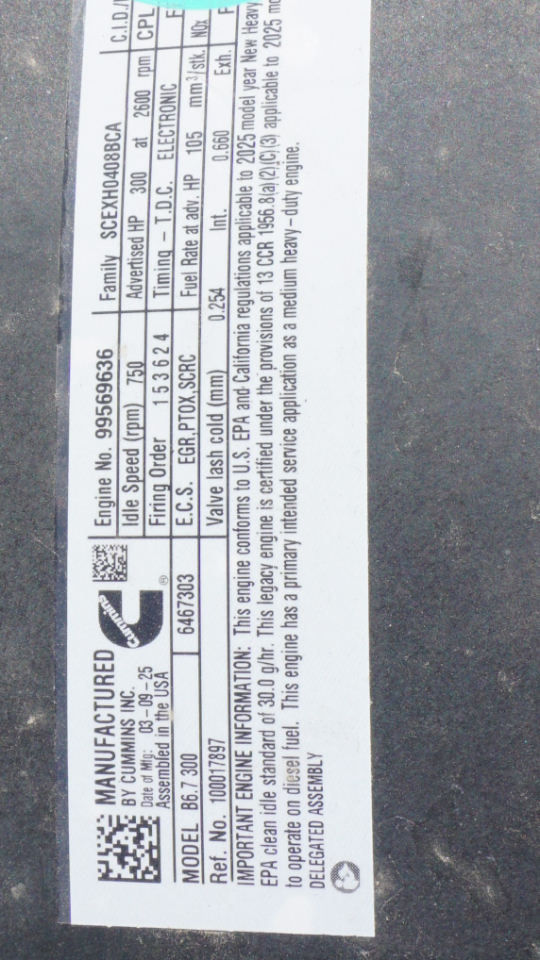 MANUFACTURED
BY CUMMINS INC.
Date of Mfg: 03-09-25
Assembled in the USA
Cummins
®
Engine No. 99569636 Family SCEXH0408BCA C.I.D./
Idle Speed (rpm) 750 Advertised HP 300 at 2600 rpm CPL
Firing Order 1 5 3 6 2 4 Timing – T.D.C. ELECTRONIC
MODEL B6.7 300 6467303 E.C.S. EGR,PTOX,SCRC Fuel Rate at adv. HP 105 mm³/stk. NOx
Ref. No. 100017897 Valve lash cold (mm) 0.254 Int. 0.660 Exh.
IMPORTANT ENGINE INFORMATION: This engine conforms to U.S. EPA and California regulations applicable to 2025 model year New Heavy
EPA clean idle standard of 30.0 g/hr. This legacy engine is certified under the provisions of 13 CCR 1956.8(a)(2)(C)(3) applicable to 2025 mo
to operate on diesel fuel. This engine has a primary intended service application as a medium heavy-duty engine.
DELEGATED ASSEMBLY